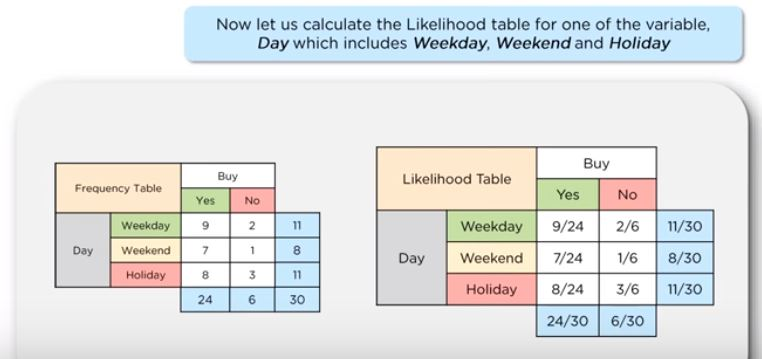 Now let us calculate the Likelihood table for one of the variable,
Day which includes Weekday, Weekend and Holiday
Frequency Table Buy
Yes No
Day Weekday 9 2 11
Weekend 7 1 8
Holiday 8 3 11
24 6 30
Likelihood Table Buy
Yes No
Day Weekday 9/24 2/6 11/30
Weekend 7/24 1/6 8/30
Holiday 8/24 3/6 11/30
24/30 6/30